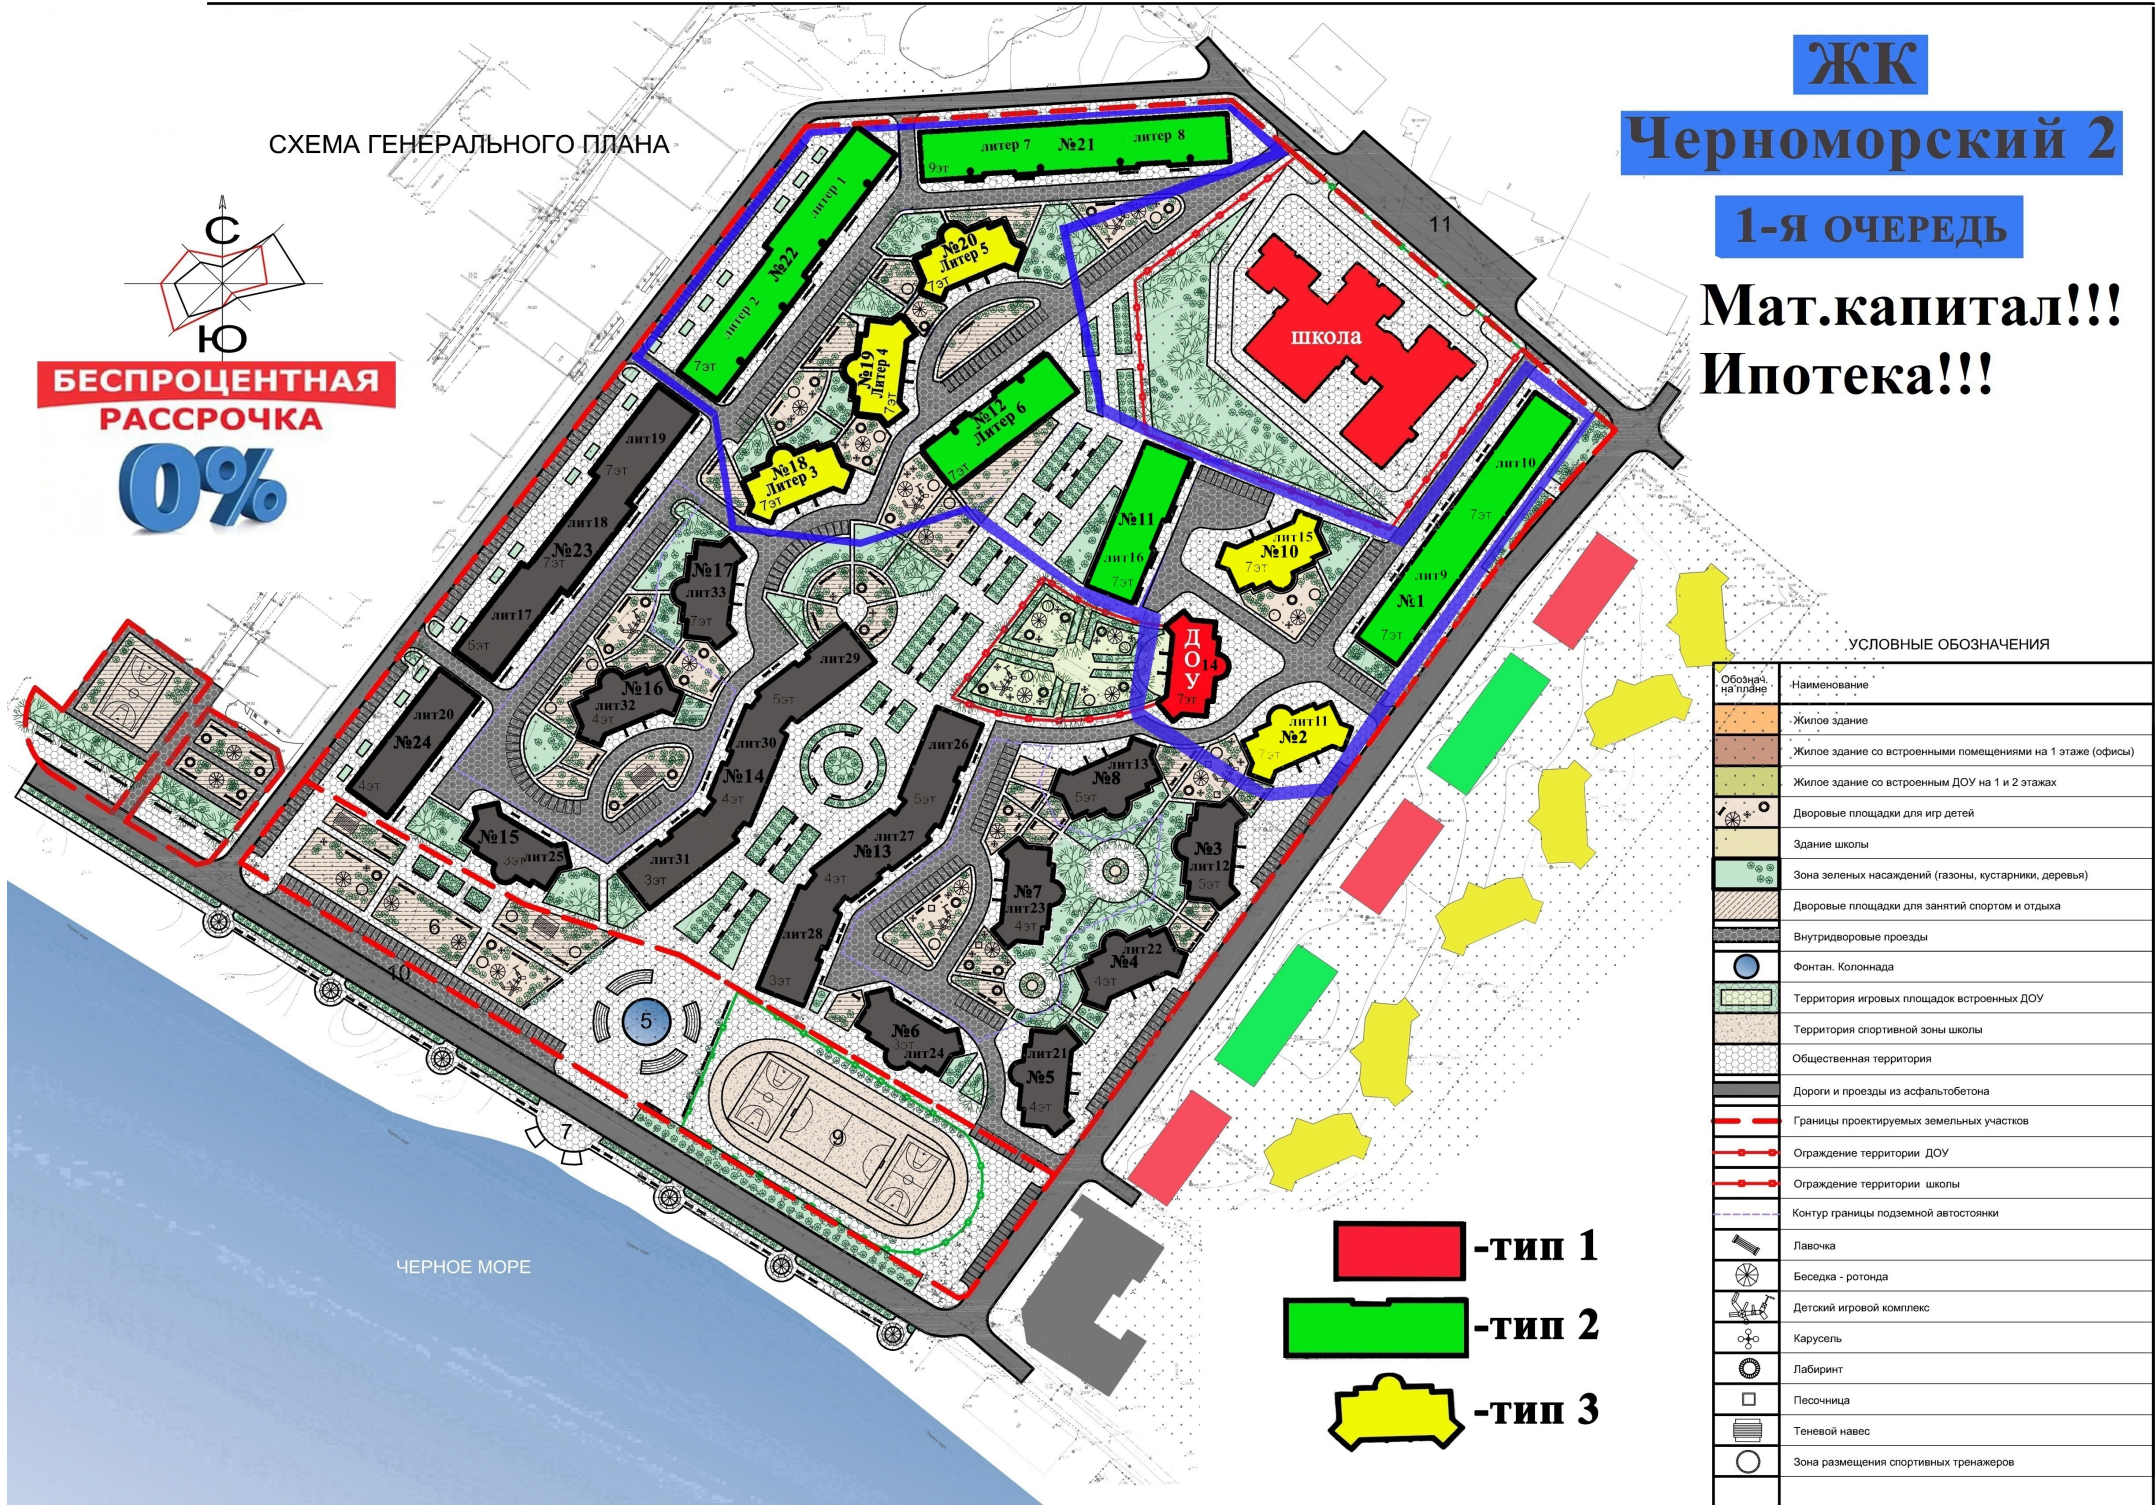 СХЕМА ГЕНЕРАЛЬНОГО ПЛАНА
С
Ю
БЕСПРОЦЕНТНАЯ
РАССРОЧКА
0%
ЖК
Черноморский 2
1-Я ОЧЕРЕДЬ
Мат.капитал!!!
Ипотека!!!
литер 7 №21 литер 8
9эт
литер 1
№22
литер 2
7эт
№20
Литер 5
7эт
№19
Литер 4
7эт
№18
Литер 3
7эт
№12
Литер 6
7эт
школа
11
лит10
7эт
лит9
№1
7эт
№11
лит16
7эт
лит15
№10
7эт
ДОУ
14
7эт
лит11
№2
7эт
лит19
7эт
лит18
№23
7эт
лит17
5эт
№17
лит33
7эт
№16
лит32
4эт
лит20
№24
4эт
лит29
5эт
лит30
№14
4эт
лит31
3эт
№15
3эт лит25
лит26
5эт
лит27
№13
4эт
лит28
3эт
лит13
№8
5эт
№3
лит12
5эт
№7
лит23
4эт
лит22
№4
4эт
№6
3эт
лит24
лит21
№5
4эт
6
10
5
7
9
ЧЕРНОЕ МОРЕ
-тип 1
-тип 2
-тип 3
УСЛОВНЫЕ ОБОЗНАЧЕНИЯ
Обознач. на плане
Наименование
Жилое здание
Жилое здание со встроенными помещениями на 1 этаже (офисы)
Жилое здание со встроенным ДОУ на 1 и 2 этажах
Дворовые площадки для игр детей
Здание школы
Зона зеленых насаждений (газоны, кустарники, деревья)
Дворовые площадки для занятий спортом и отдыха
Внутридворовые проезды
Фонтан. Колоннада
Территория игровых площадок встроенных ДОУ
Территория спортивной зоны школы
Общественная территория
Дороги и проезды из асфальтобетона
Границы проектируемых земельных участков
Ограждение территории ДОУ
Ограждение территории школы
Контур границы подземной автостоянки
Лавочка
Беседка - ротонда
Детский игровой комплекс
Карусель
Лабиринт
Песочница
Теневой навес
Зона размещения спортивных тренажеров